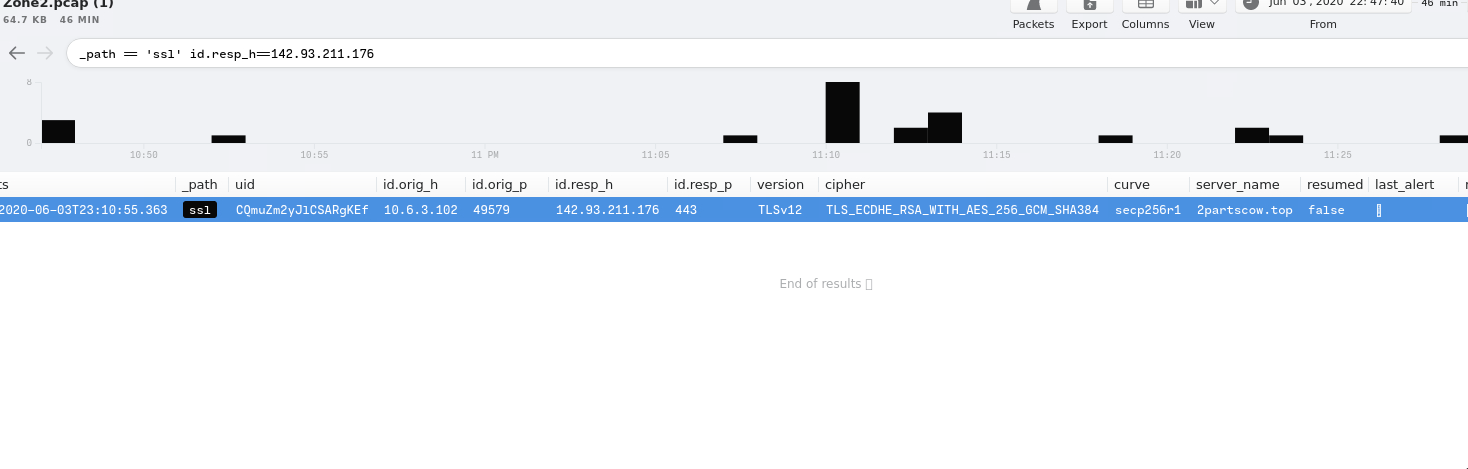 Zone2.pcap (1)
64.7 KB 46 MIN
Jun 03, 2020 22:47:40 46 min
Packets Export Columns View From
_path == 'ssl' id.resp_h==142.93.211.176
8
0
10:50 10:55 11 PM 11:05 11:10 11:15 11:20 11:25
ts _path uid id.orig_h id.orig_p id.resp_h id.resp_p version cipher curve server_name resumed last_alert
2020-06-03T23:10:55.363 ssl CQmuZm2yJlCSARgKEf 10.6.3.102 49579 142.93.211.176 443 TLSv12 TLS_ECDHE_RSA_WITH_AES_256_GCM_SHA384 secp256r1 2partscow.top false
End of results